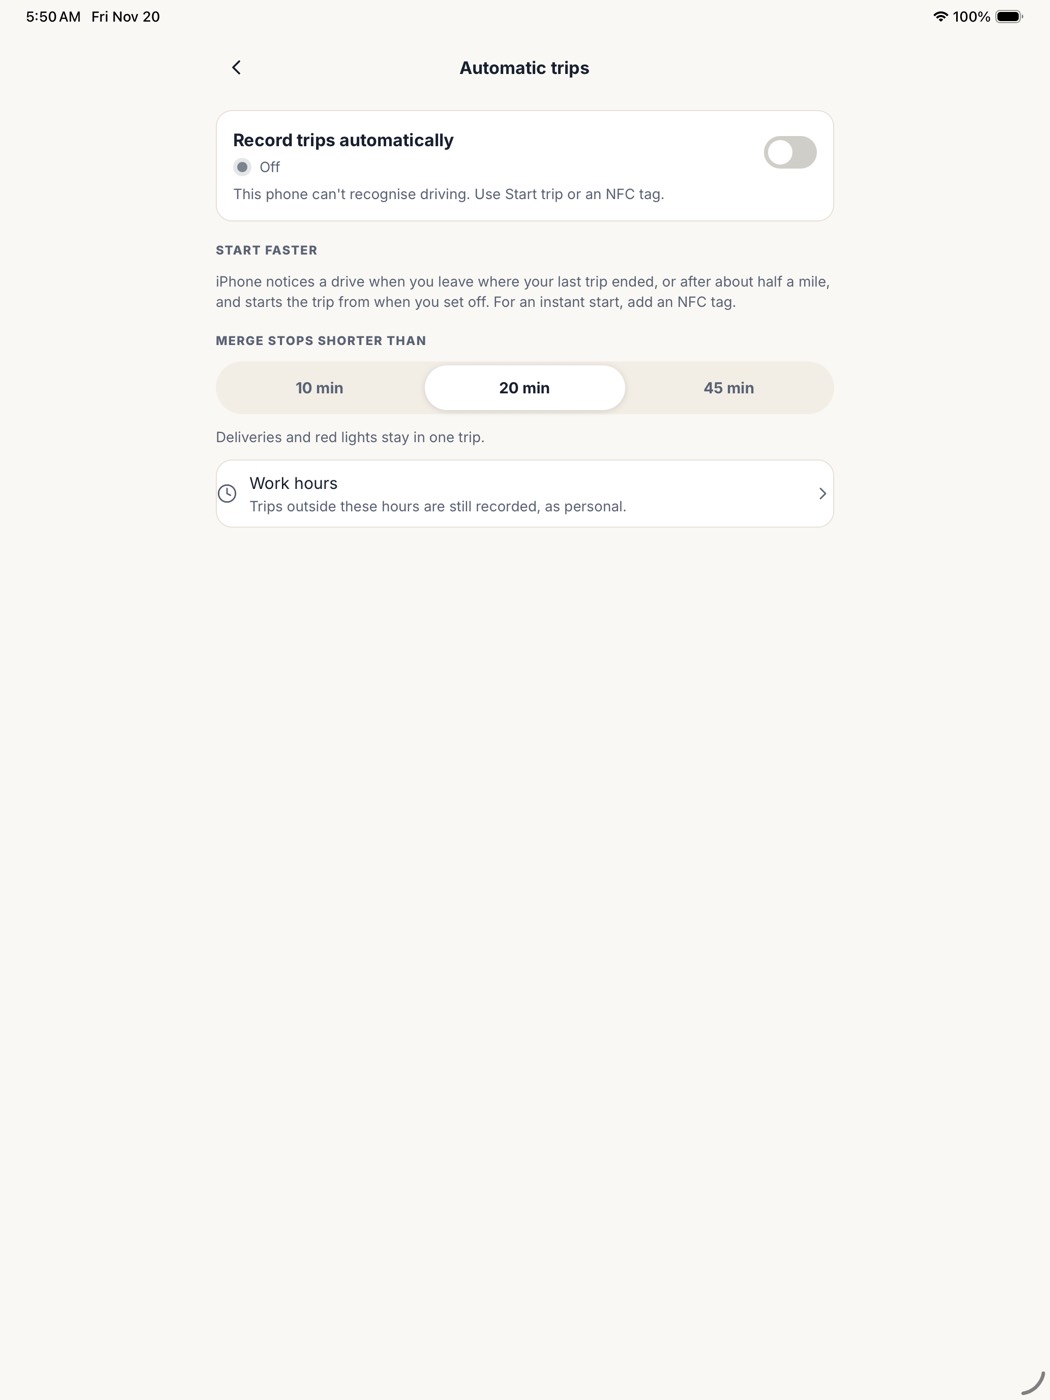 5:50 AM Fri Nov 20
100%
Automatic trips
Record trips automatically
Off
This phone can't recognise driving. Use Start trip or an NFC tag.
START FASTER
iPhone notices a drive when you leave where your last trip ended, or after about half a mile,
and starts the trip from when you set off. For an instant start, add an NFC tag.
MERGE STOPS SHORTER THAN
10 min
20 min
45 min
Deliveries and red lights stay in one trip.
Work hours
Trips outside these hours are still recorded, as personal.